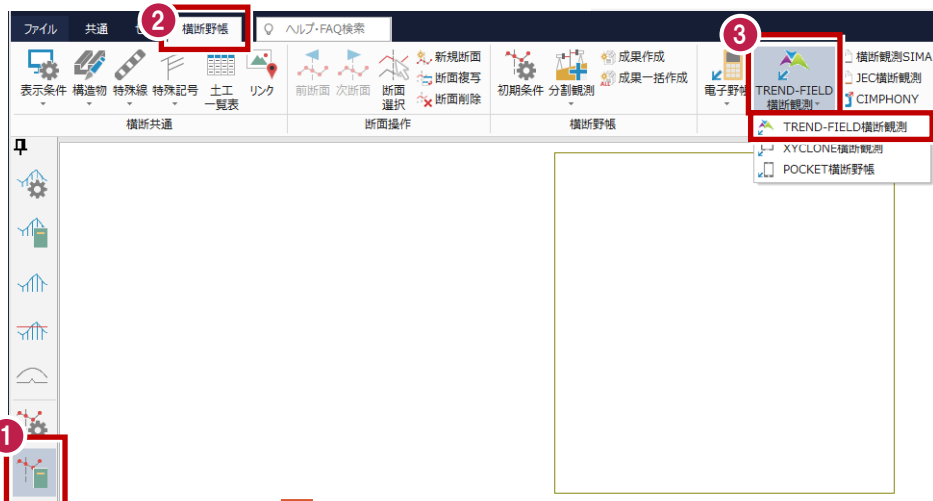 2
3
ファイル 共通 横断野帳 ヘルプ・FAQ検索
表示条件 構造物 特殊線 特殊記号 土工一覧表 リンク
前断面 次断面 断面選択
新規断面
断面複写
断面削除
初期条件 分割観測
成果作成
成果一括作成
電子野帳
TREND-FIELD
横断観測
横断観測SIMA
JEC横断観測
CIMPHONY
横断共通 断面操作 横断野帳
TREND-FIELD横断観測
XYCLONE横断観測
POCKET横断野帳
1